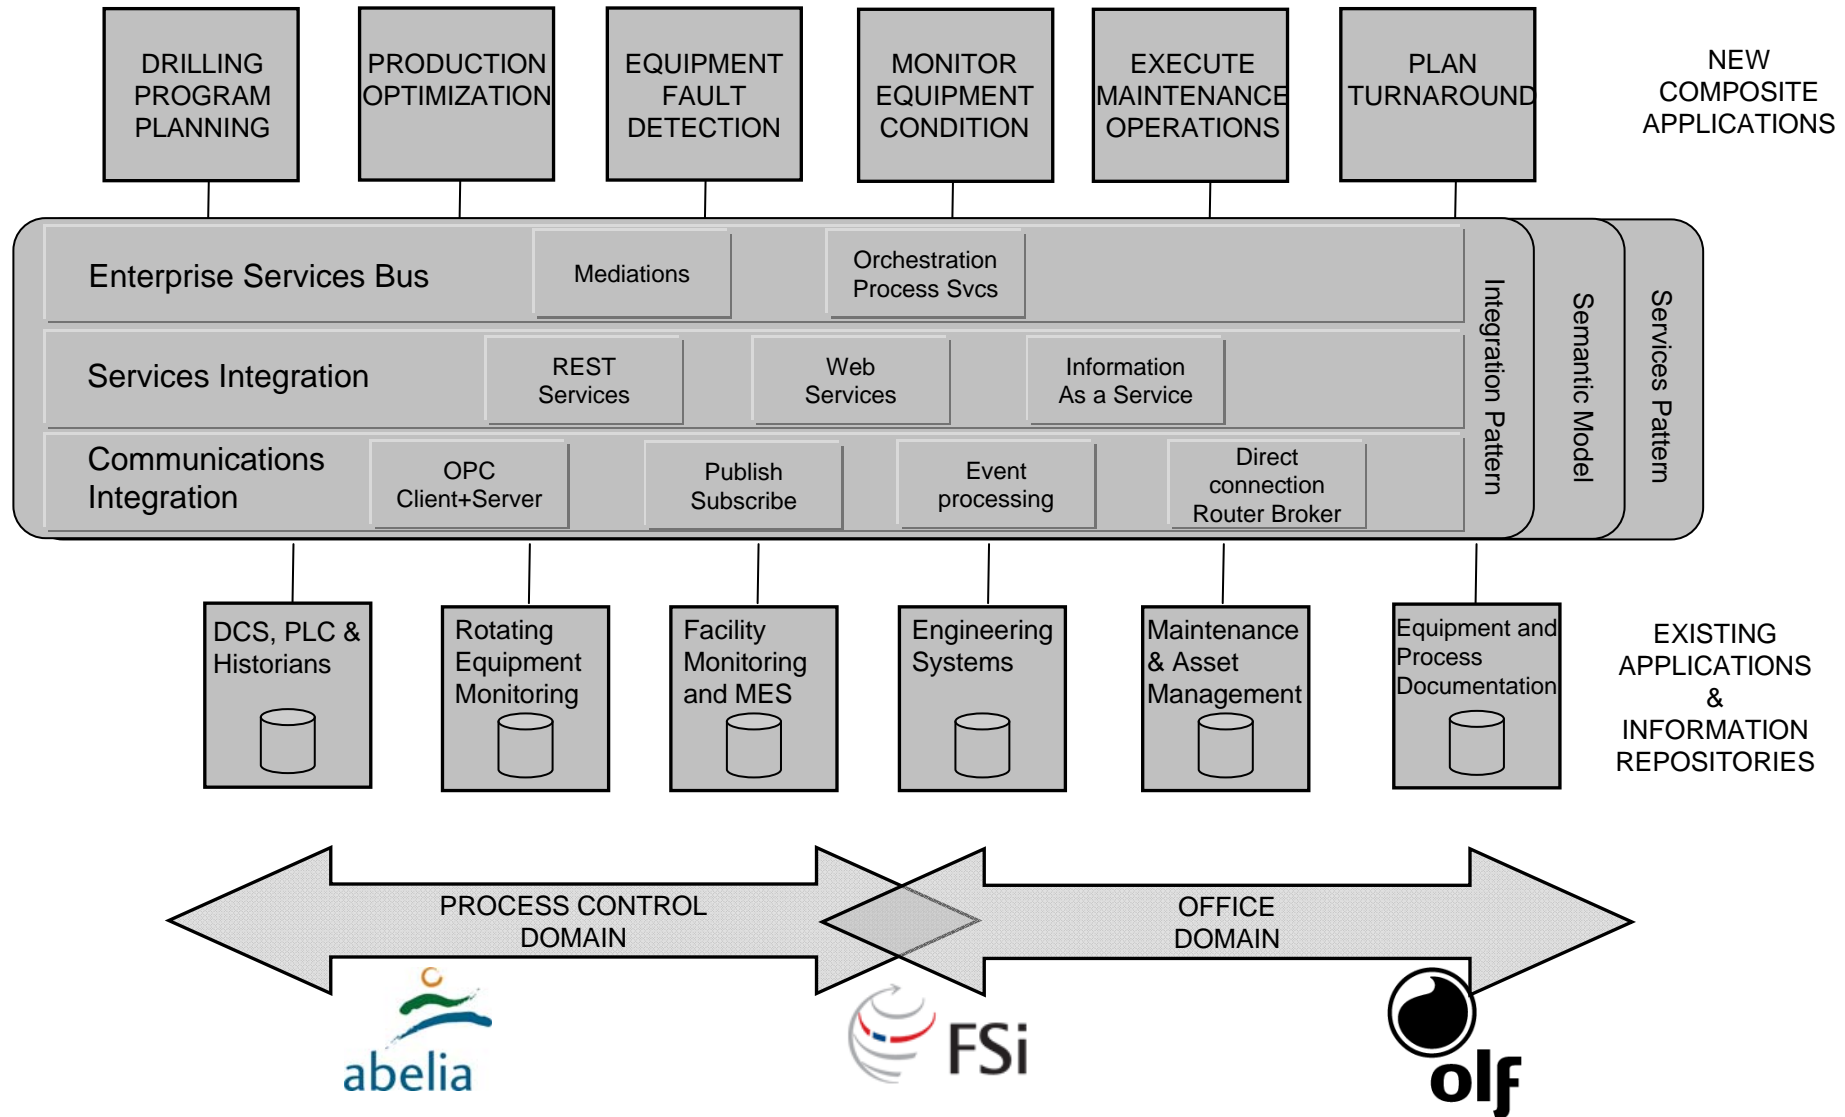 DRILLING
PROGRAM
PLANNING
PRODUCTION
OPTIMIZATION
EQUIPMENT
FAULT
DETECTION
MONITOR
EQUIPMENT
CONDITION
EXECUTE
MAINTENANCE
OPERATIONS
PLAN
TURNAROUND
NEW
COMPOSITE
APPLICATIONS
Enterprise Services Bus
Mediations
Orchestration
Process Svcs
Services Integration
REST
Services
Web
Services
Information
As a Service
Communications
Integration
OPC
Client+Server
Publish
Subscribe
Event
processing
Direct
connection
Router Broker
Integration Pattern
Semantic Model
Services Pattern
DCS, PLC &
Historians
Rotating
Equipment
Monitoring
Facility
Monitoring
and MES
Engineering
Systems
Maintenance
& Asset
Management
Equipment and
Process
Documentation
EXISTING
APPLICATIONS
&
INFORMATION
REPOSITORIES
PROCESS CONTROL
DOMAIN
OFFICE
DOMAIN
abelia
FSi
olf